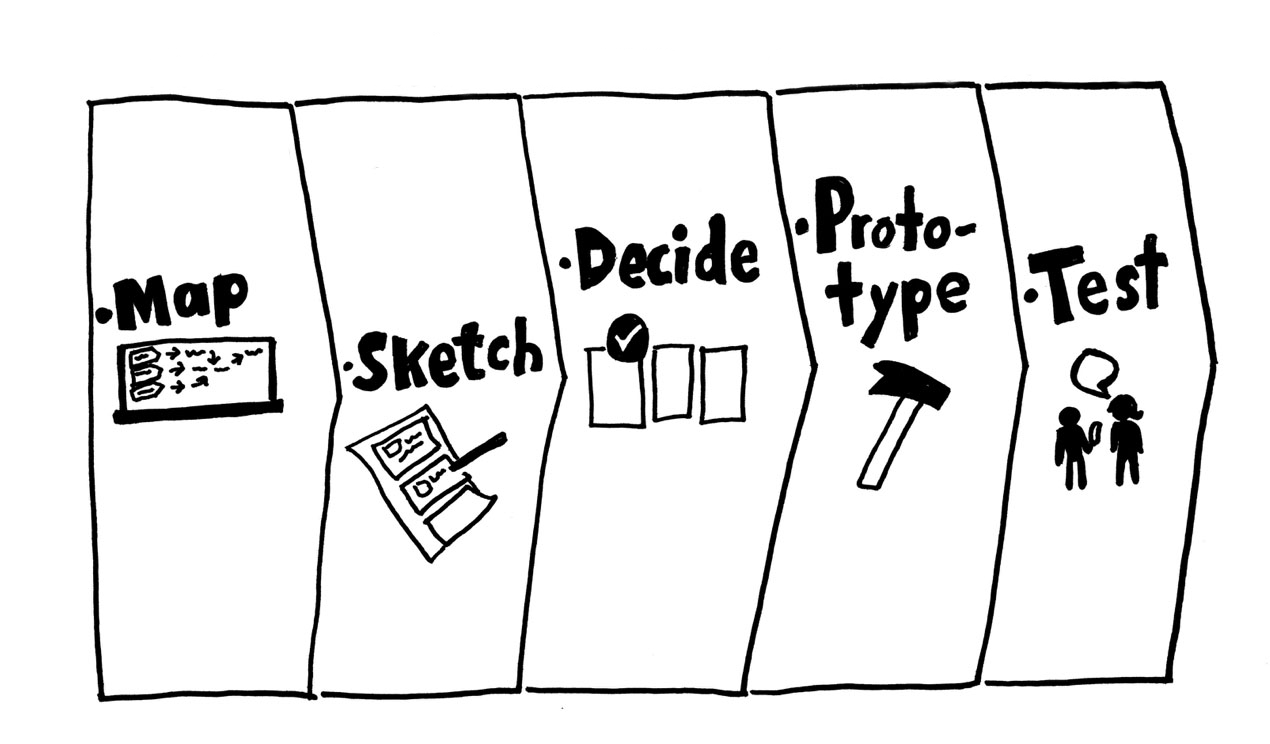 · Map
· Sketch
· Decide
· Proto-
type
· Test